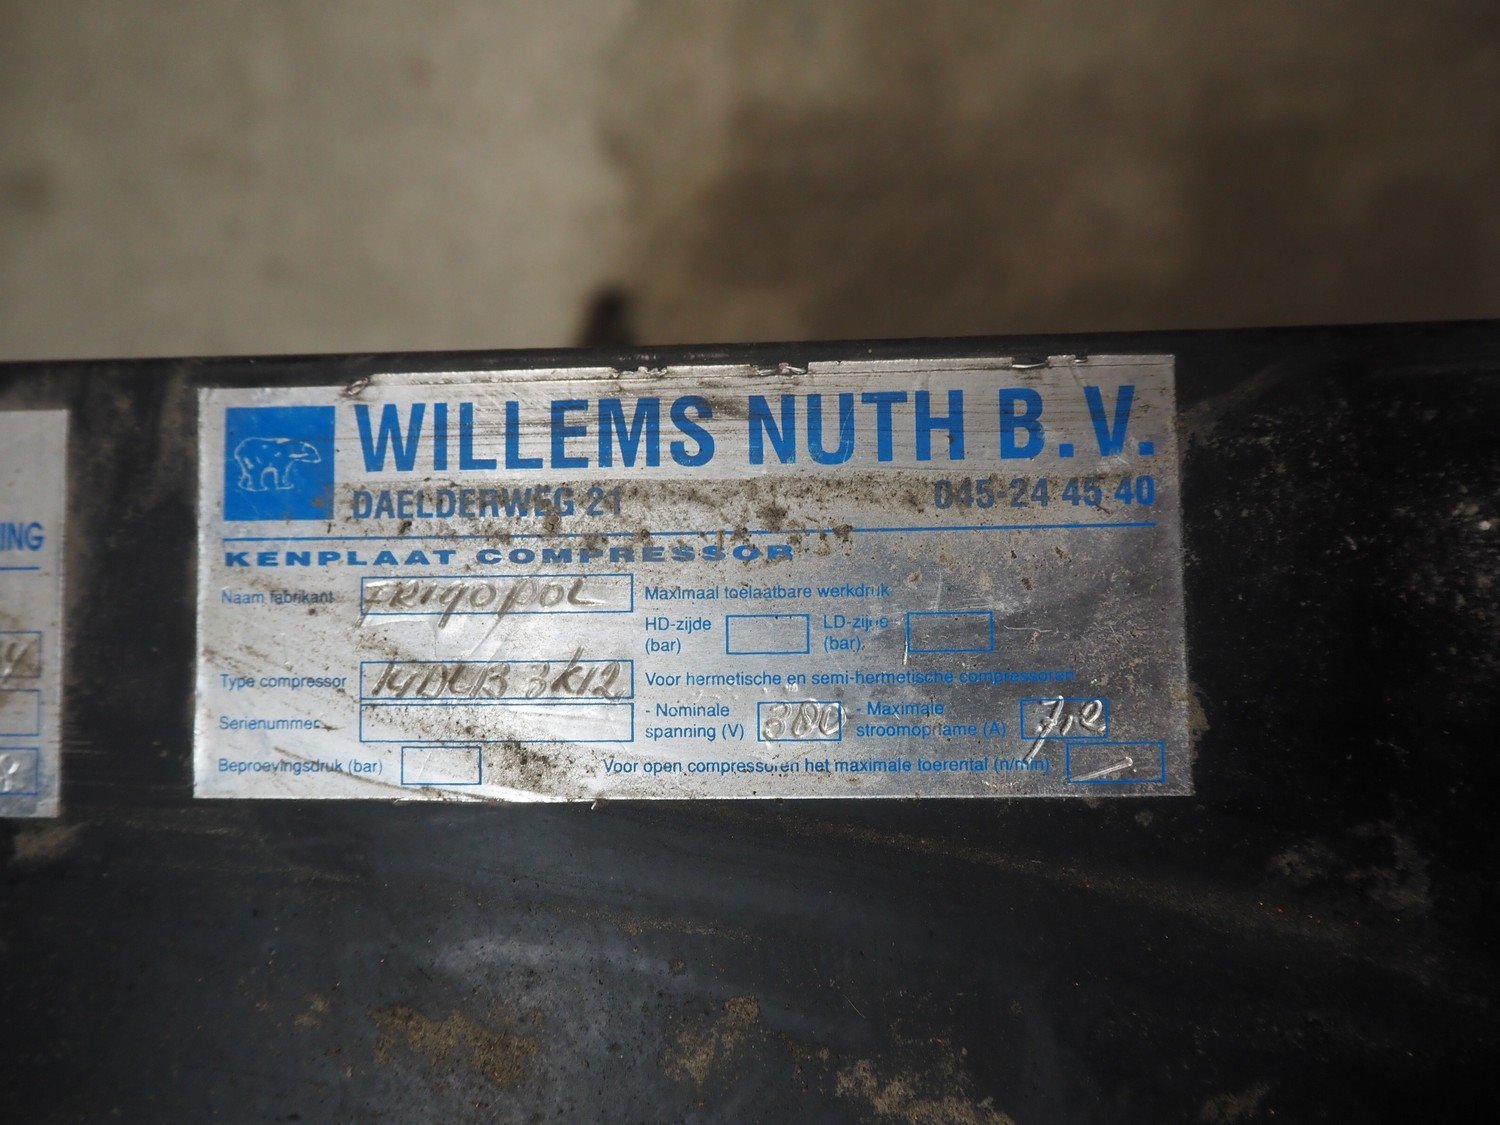 WILLEMS NUTH B.V.
DAELDERWEG 21 045-24 45 40
KENPLAAT COMPRESSOR
Naam fabrikant FRIGOPOL
Maximaal toelaatbare werkdruk
HD-zijde (bar) LD-zijde (bar)
Type compressor
Voor hermetische en semi-hermetische compressoren
Serienummer
- Nominale spanning (V) 380 - Maximale stroomopname (A)
Beproevingsdruk (bar)
Voor open compressoren het maximale toerental (n/min)
ING